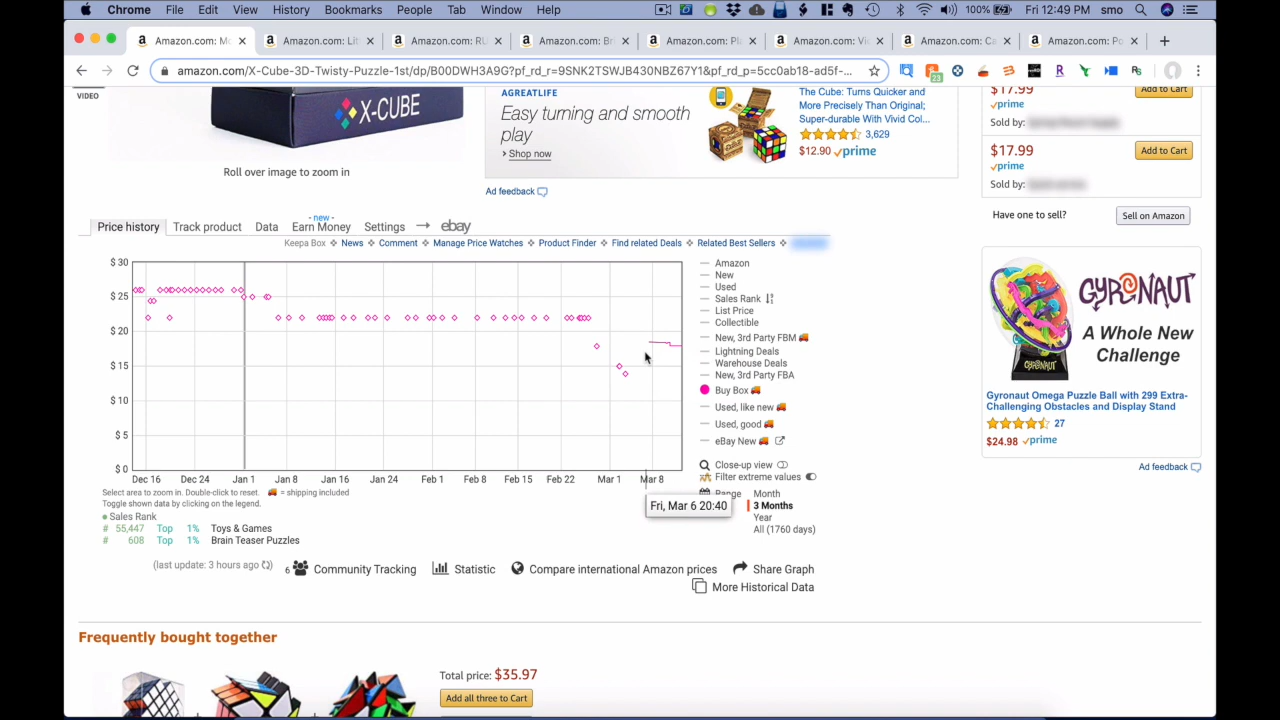 Chrome File Edit View History Bookmarks People Tab Window Help 100% Fri 12:49 PM smo
Amazon.com: Mo Amazon.com: Lit Amazon.com: RU Amazon.com: Br Amazon.com: Pl Amazon.com: Vi Amazon.com: Ca Amazon.com: Po
amazon.com/X-Cube-3D-Twisty-Puzzle-1st/dp/B00DWH3A9G?pf_rd_r=9SNK2TSWJB430NBZ67Y1&pf_rd_p=5cc0ab18-ad5f-...
23
VIDEO
X-CUBE
Roll over image to zoom in
AGREATLIFE
Easy turning and smooth
play
Shop now
The Cube: Turns Quicker and
More Precisely Than Original;
Super-durable With Vivid Col...
3,629
$12.90 prime
Ad feedback
$17.99 Add to Cart
prime
Sold by:
$17.99 Add to Cart
prime
Sold by:
Have one to sell? Sell on Amazon
GYRONAUT
A Whole New
Challenge
Gyronaut Omega Puzzle Ball with 299 Extra-
Challenging Obstacles and Display Stand
27
$24.98 prime
Ad feedback
- new -
Price history Track product Data Earn Money Settings ebay
Keepa Box News Comment Manage Price Watches Product Finder Find related Deals Related Best Sellers
$ 30
$ 25
$ 20
$ 15
$ 10
$ 5
$ 0
Dec 16 Dec 24 Jan 1 Jan 8 Jan 16 Jan 24 Feb 1 Feb 8 Feb 15 Feb 22 Mar 1 Mar 8
Fri, Mar 6 20:40
Amazon
New
Used
Sales Rank
List Price
Collectible
New, 3rd Party FBM
Lightning Deals
Warehouse Deals
New, 3rd Party FBA
Buy Box
Used, like new
Used, good
eBay New
Close-up view
Filter extreme values
Range Month
3 Months
Year
All (1760 days)
Select area to zoom in. Double-click to reset. = shipping included
Toggle shown data by clicking on the legend.
Sales Rank
# 55,447 Top 1% Toys & Games
# 608 Top 1% Brain Teaser Puzzles
(last update: 3 hours ago) 6 Community Tracking Statistic Compare international Amazon prices Share Graph
More Historical Data
Frequently bought together
Total price: $35.97
Add all three to Cart